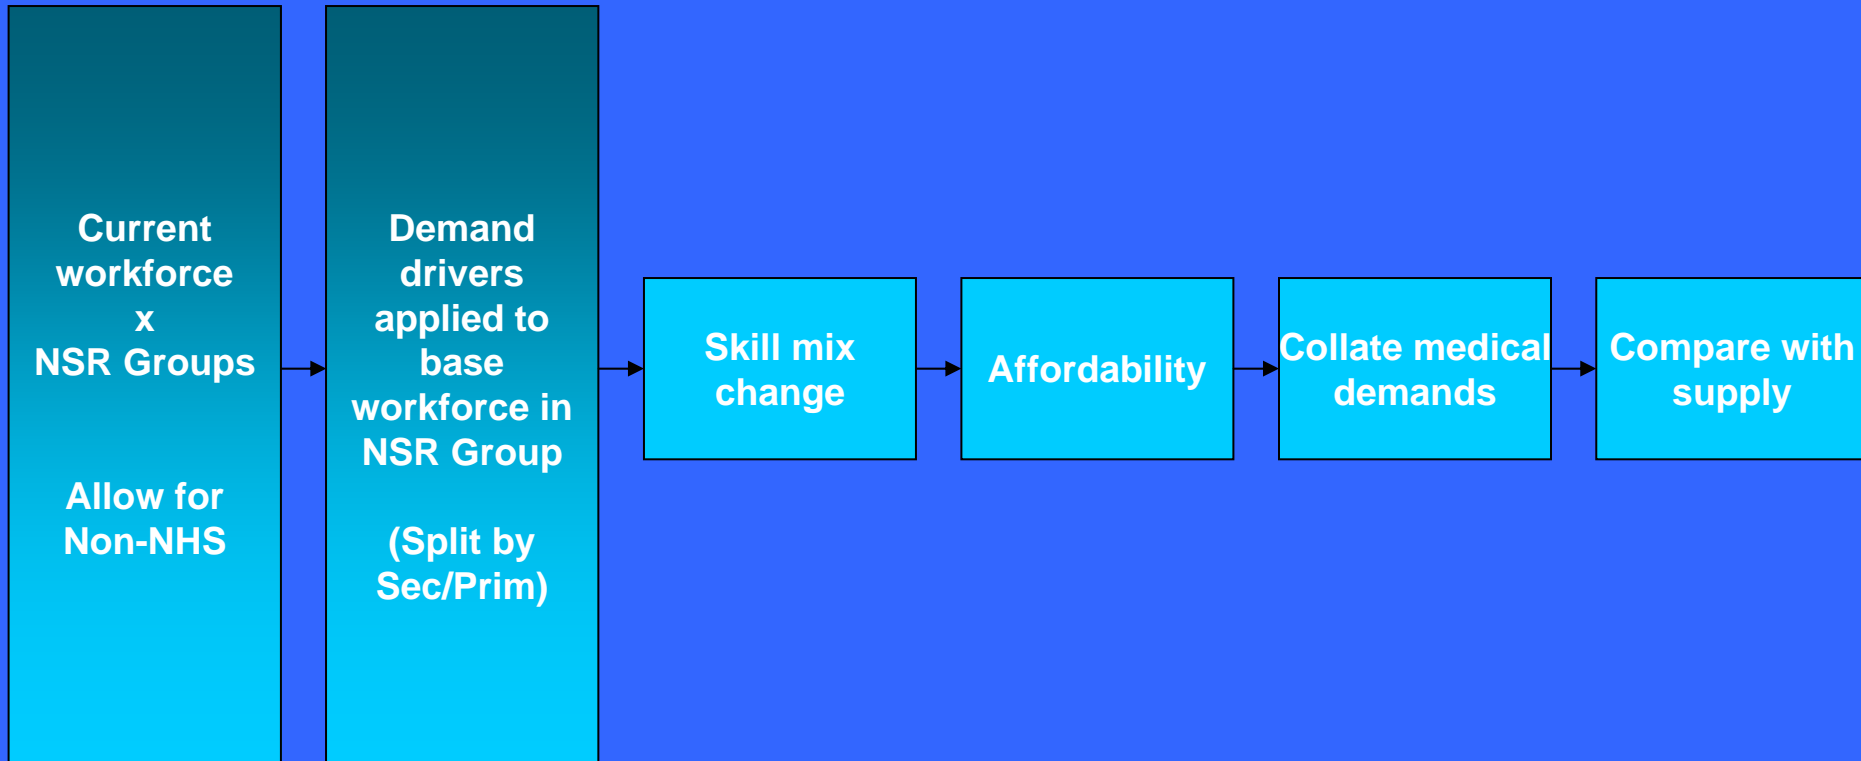 Current
workforce
x
NSR Groups
Allow for
Non-NHS
Demand
drivers
applied to
base
workforce in
NSR Group
(Split by
Sec/Prim)
Skill mix
change
Affordability
Collate medical
demands
Compare with
supply